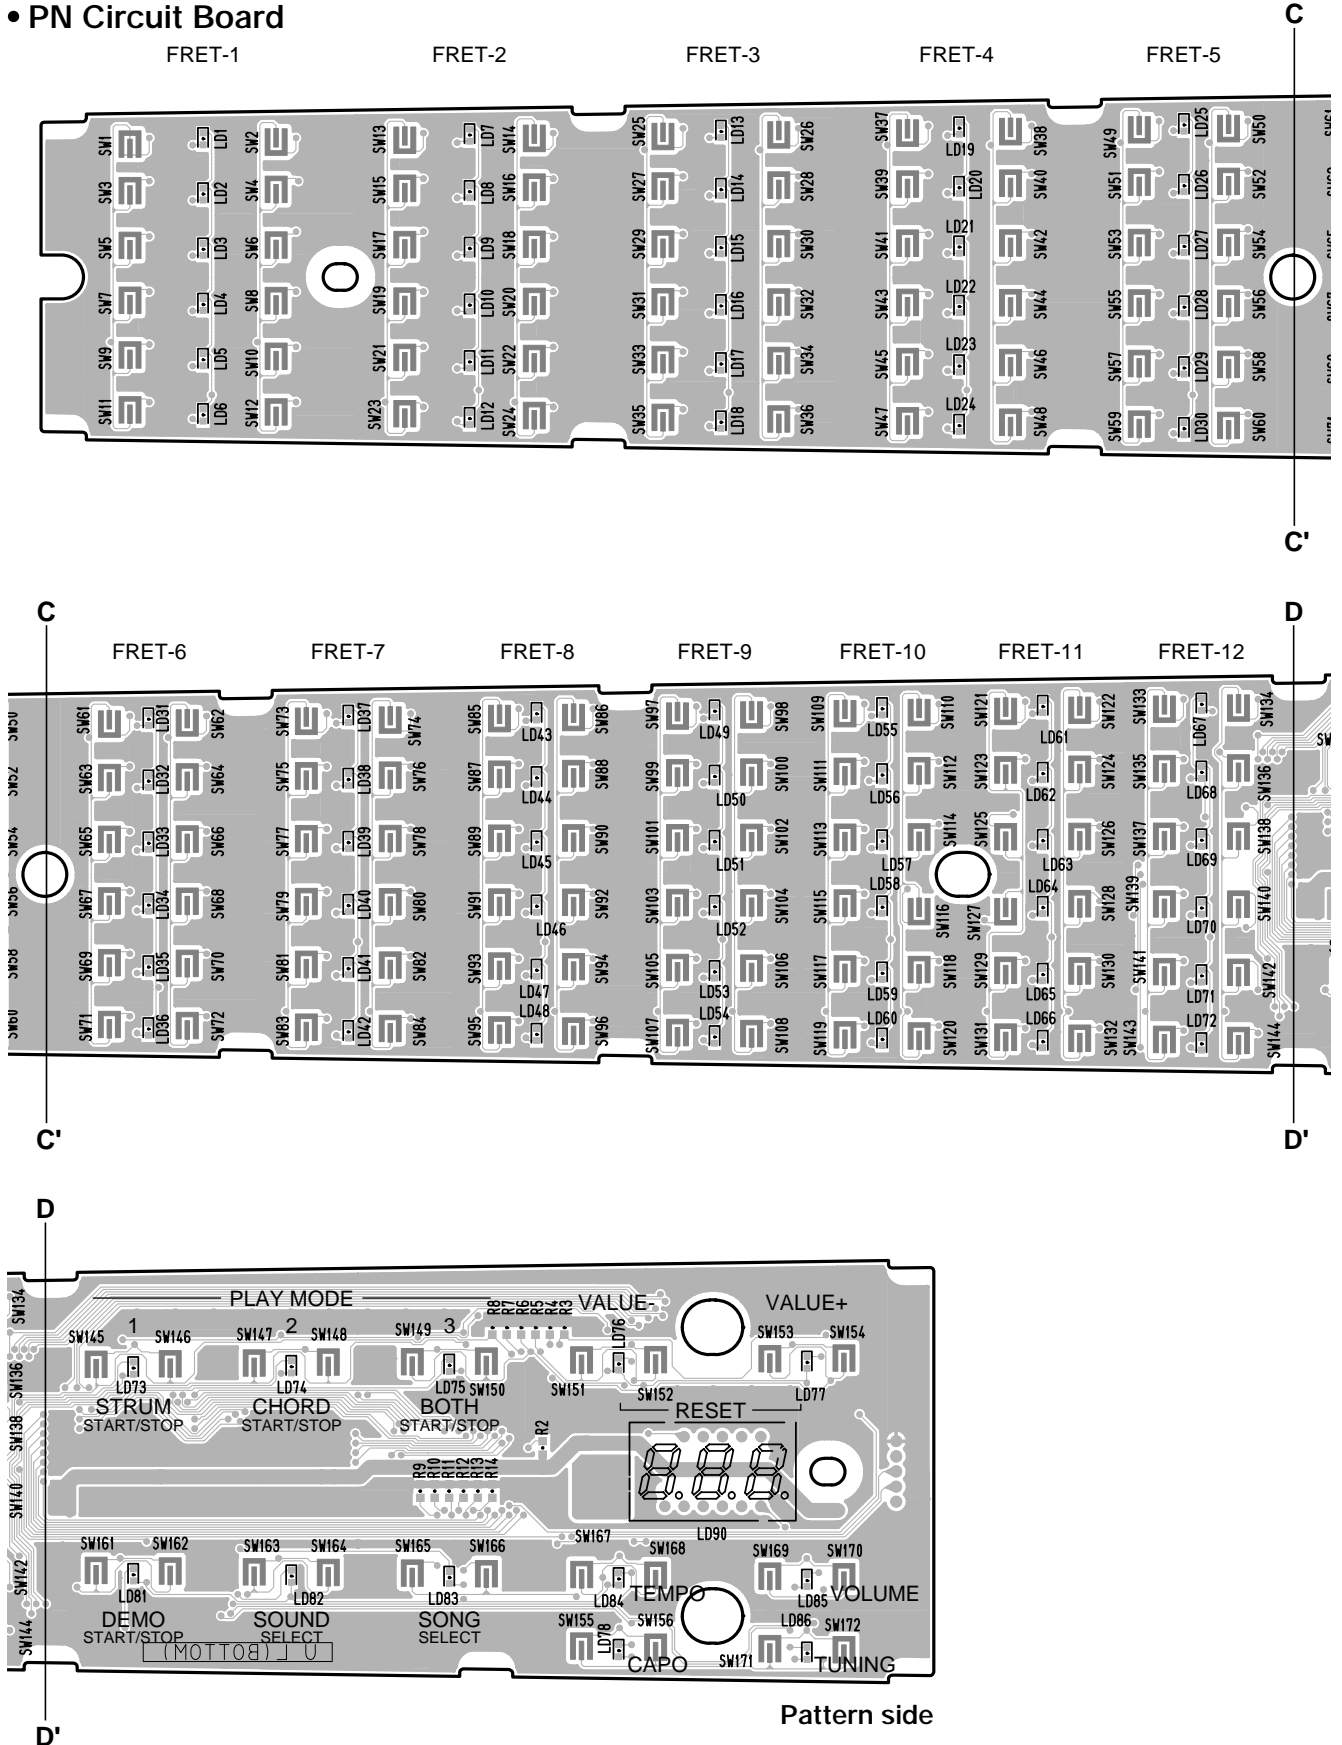 • PN Circuit Board
C
FRET-1 FRET-2 FRET-3 FRET-4 FRET-5
SW1 LD1 SW2 SW13 LD7 SW14 SW25 LD13 SW26 SW37 LD19 SW38 SW49 LD25 SW50
SW3 LD2 SW4 SW15 LD8 SW16 SW27 LD14 SW28 SW39 LD20 SW40 SW51 LD26 SW52
SW5 LD3 SW6 SW17 LD9 SW18 SW29 LD15 SW30 SW41 LD21 SW42 SW53 LD27 SW54
SW7 LD4 SW8 SW19 LD10 SW20 SW31 LD16 SW32 SW43 LD22 SW44 SW55 LD28 SW56
SW9 LD5 SW10 SW21 LD11 SW22 SW33 LD17 SW34 SW45 LD23 SW46 SW57 LD29 SW58
SW11 LD6 SW12 SW23 LD12 SW24 SW35 LD18 SW36 SW47 LD24 SW48 SW59 LD30 SW60
C'
C D
FRET-6 FRET-7 FRET-8 FRET-9 FRET-10 FRET-11 FRET-12
SW61 LD31 SW62 SW73 LD37 SW74 SW85 LD43 SW86 SW97 LD49 SW98 SW109 LD55 SW110 SW121 LD61 SW122 SW133 LD67 SW134
SW63 LD32 SW64 SW75 LD38 SW76 SW87 LD44 SW88 SW99 LD50 SW100 SW111 LD56 SW112 SW123 LD62 SW124 SW135 LD68 SW136
SW65 LD33 SW66 SW77 LD39 SW78 SW89 LD45 SW90 SW101 LD51 SW102 SW113 LD57 SW114 SW125 LD63 SW126 SW137 LD69 SW138
SW67 LD34 SW68 SW79 LD40 SW80 SW91 LD46 SW92 SW103 LD52 SW104 SW115 LD58 SW116 SW127 LD64 SW128 SW139 LD70 SW140
SW69 LD35 SW70 SW81 LD41 SW82 SW93 LD47 SW94 SW105 LD53 SW106 SW117 LD59 SW118 SW129 LD65 SW130 SW141 LD71 SW142
SW71 LD36 SW72 SW83 LD42 SW84 SW95 LD48 SW96 SW107 LD54 SW108 SW119 LD60 SW120 SW131 LD66 SW132 SW143 LD72 SW144
C' D'
D
SW134 SW136 SW138 SW140 SW142 SW144
PLAY MODE R8 R7 R6 R5 R4 R3 VALUE- VALUE+
1 2 3
SW145 SW146 SW147 SW148 SW149 LD76 SW153 SW154
LD73 LD74 LD75 SW150 SW151 SW152 LD77
STRUM CHORD BOTH RESET
START/STOP START/STOP START/STOP R2
R9 R10 R11 R12 R13 R14
8.8.8.
LD90
SW161 SW162 SW163 SW164 SW165 SW166 SW167 SW168 SW169 SW170
LD81 LD82 LD83 LD84 TEMPO LD85 VOLUME
DEMO SOUND SONG SW155 LD78 SW156 LD86 SW172
START/STOP SELECT SELECT
U L(BOTTOM) CAPO SW171 TUNING
Pattern side
D'